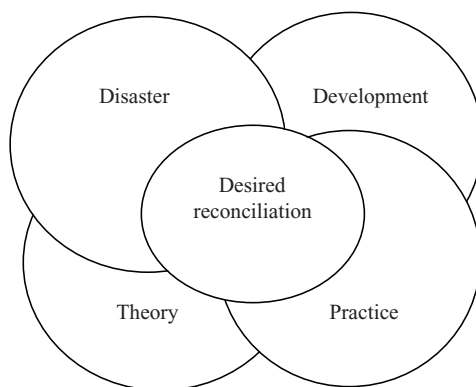 Disaster
Development
Desired
reconciliation
Theory
Practice